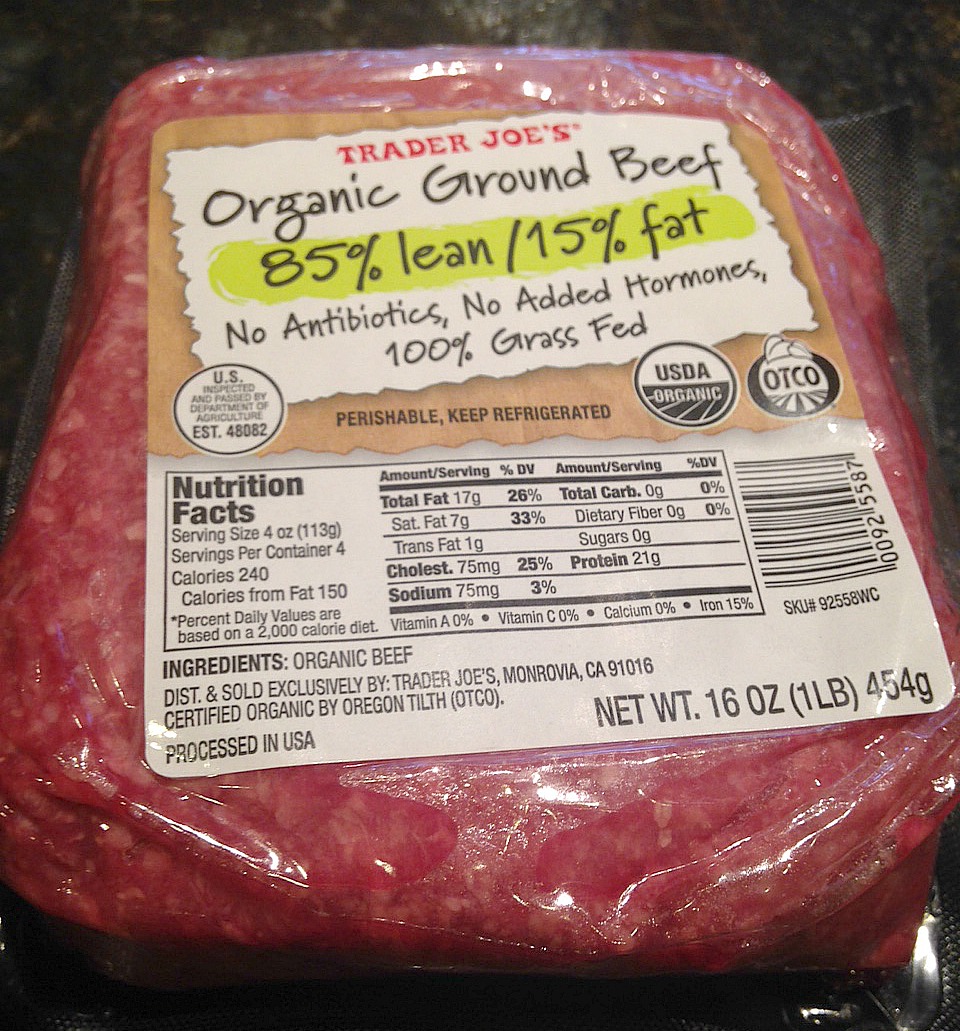 TRADER JOE'S
Organic Ground Beef
85% lean/15% fat
No Antibiotics, No Added Hormones,
100% Grass Fed
U.S.
INSPECTED
AND PASSED BY
DEPARTMENT OF
AGRICULTURE
EST. 48082
PERISHABLE, KEEP REFRIGERATED
USDA
ORGANIC
OTCO
Nutrition
Facts
Serving Size 4 oz (113g)
Servings Per Container 4
Calories 240
Calories from Fat 150
*Percent Daily Values are
based on a 2,000 calorie diet.
Amount/Serving % DV Amount/Serving %DV
Total Fat 17g 26% Total Carb. 0g 0%
Sat. Fat 7g 33% Dietary Fiber 0g 0%
Trans Fat 1g Sugars 0g
Cholest. 75mg 25% Protein 21g
Sodium 75mg 3%
Vitamin A 0% • Vitamin C 0% • Calcium 0% • Iron 15%
0092 5587
SKU# 92558WC
INGREDIENTS: ORGANIC BEEF
DIST. & SOLD EXCLUSIVELY BY: TRADER JOE'S, MONROVIA, CA 91016
CERTIFIED ORGANIC BY OREGON TILTH (OTCO).
NET WT. 16 OZ (1LB) 454g
PROCESSED IN USA